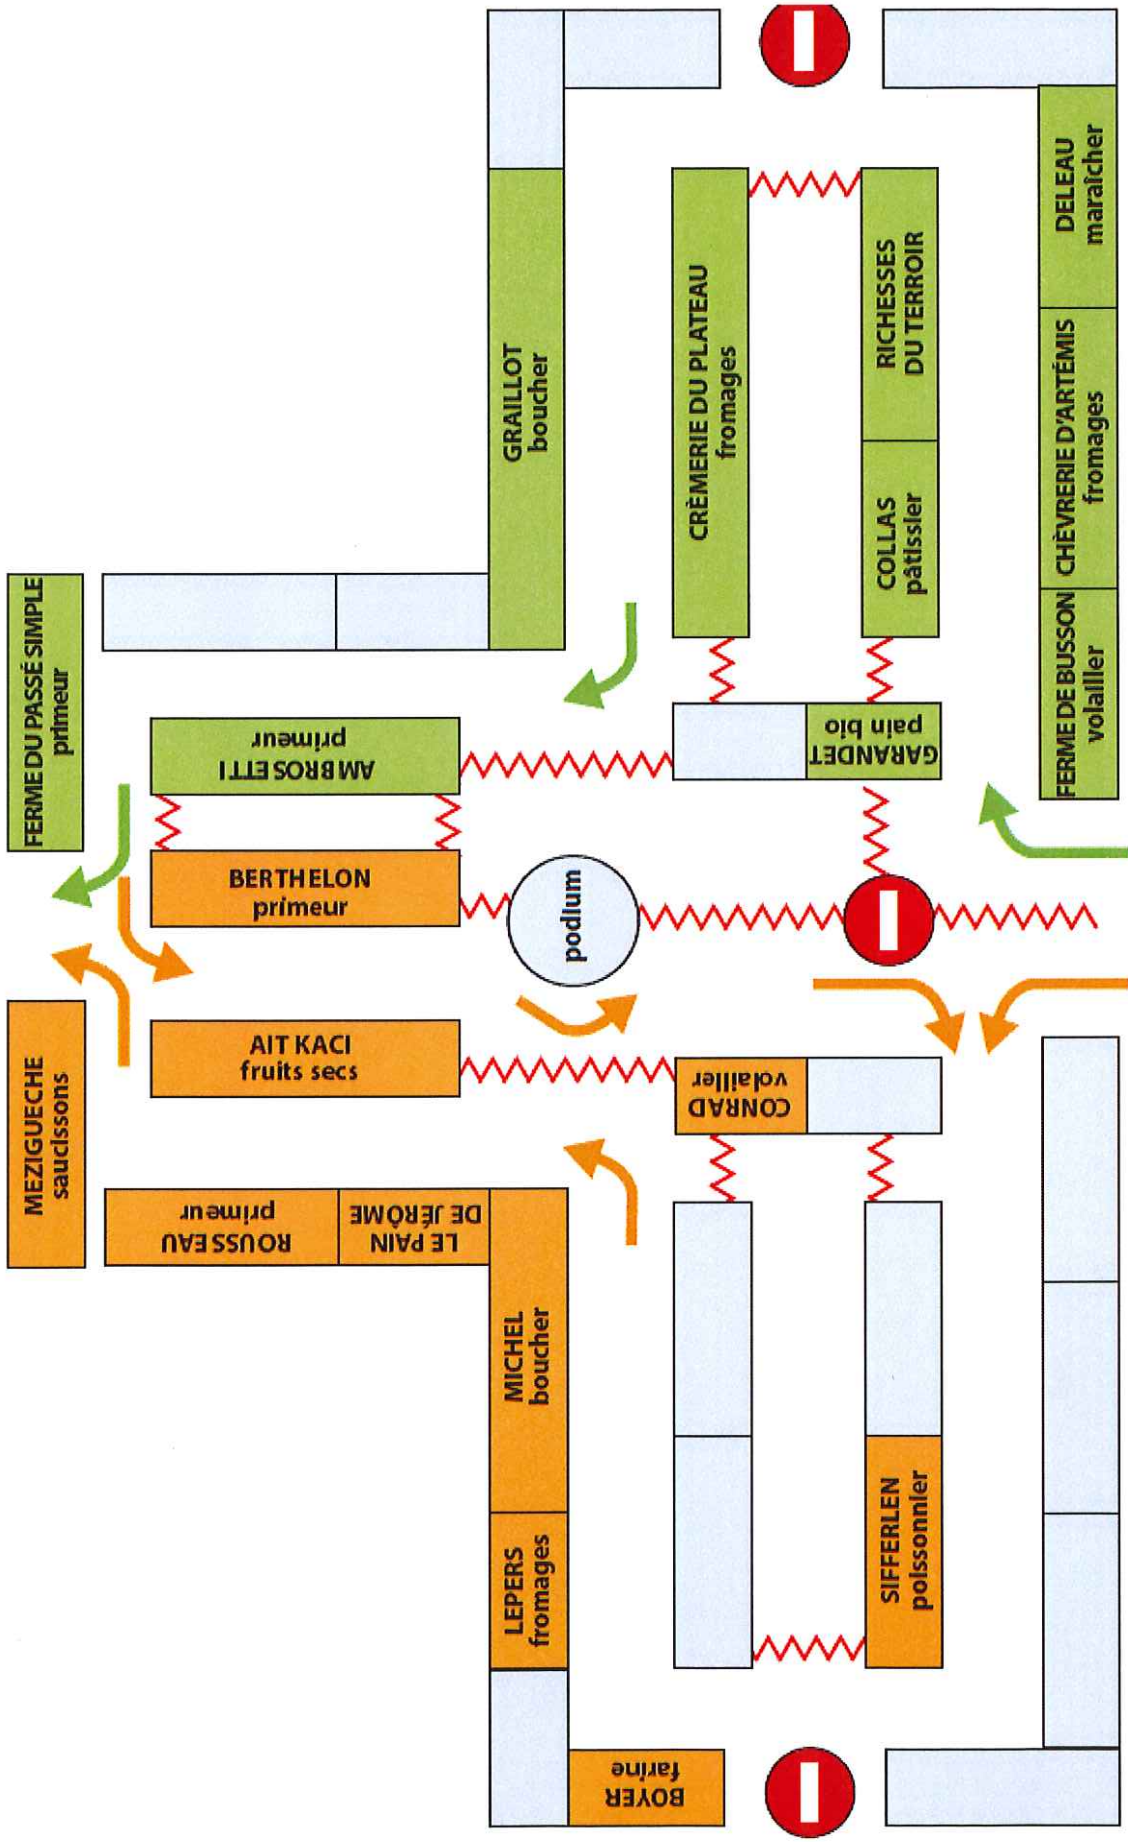 MEZIGUECHE
saucissons
FERME DU PASSÉ SIMPLE
primeur
ROUSSEAU
primeur
LE PAIN
DE JÉRÔME
AIT KACI
fruits secs
BERTHELON
primeur
AMBROSETTI
primeur
LEPERS
fromages
MICHEL
boucher
podium
GRAILLOT
boucher
BOYER
farine
CONRAD
volailler
CRÈMERIE DU PLATEAU
fromages
SIFFERLEN
poissonnier
GARANDET
pain bio
COLLAS
pâtissier
RICHESSES
DU TERROIR
FERME DE BUSSON
volailler
CHÈVRERIE D'ARTÉMIS
fromages
DELEAU
maraîcher